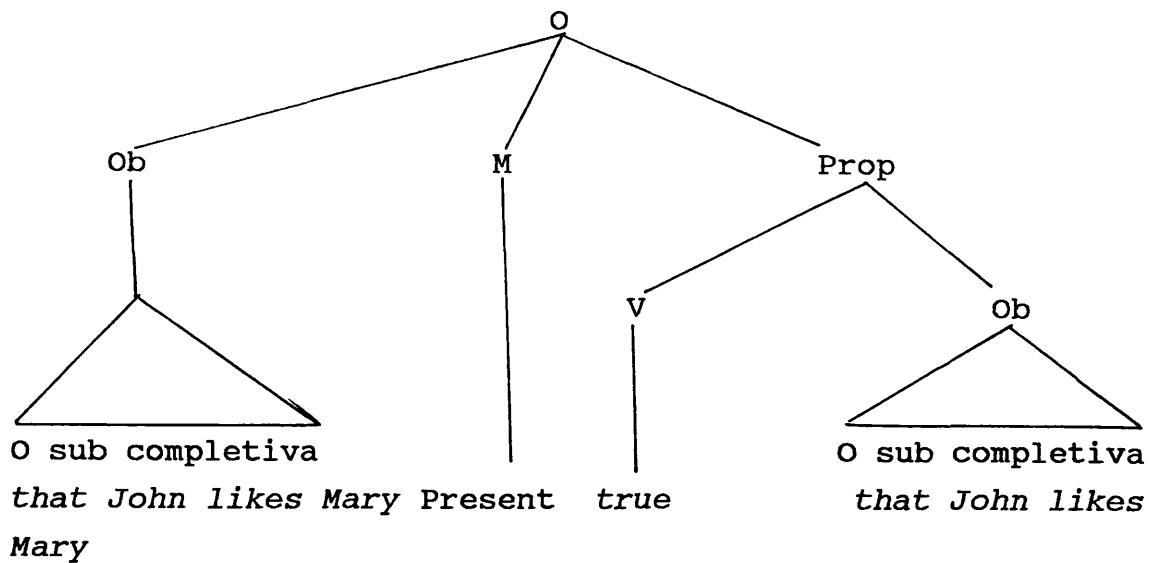 O
Ob M Prop
V Ob
O sub completiva O sub completiva
that John likes Mary Present true that John likes
Mary